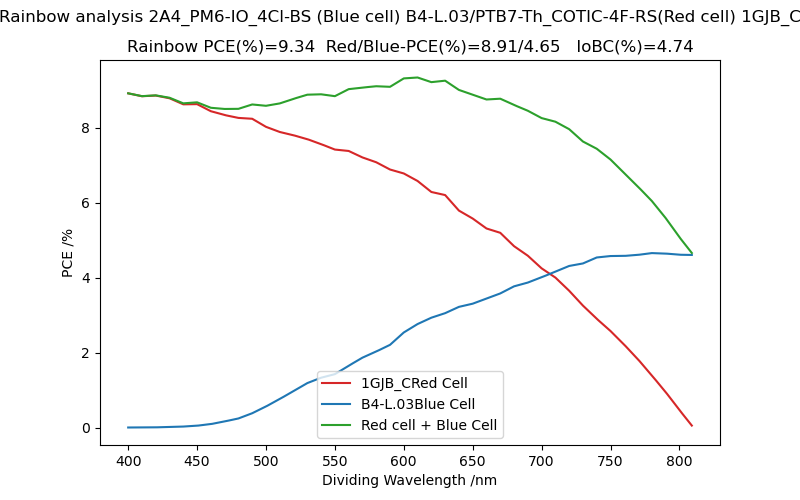 Rainbow analysis 2A4_PM6-IO_4Cl-BS (Blue cell) B4-L.03/PTB7-Th_COTIC-4F-RS(Red cell) 1GJB_C
Rainbow PCE(%)=9.34 Red/Blue-PCE(%)=8.91/4.65 IoBC(%)=4.74
PCE /%
8
6
4
2
0
1GJB_CRed Cell
B4-L.03Blue Cell
Red cell + Blue Cell
400 450 500 550 600 650 700 750 800
Dividing Wavelength /nm